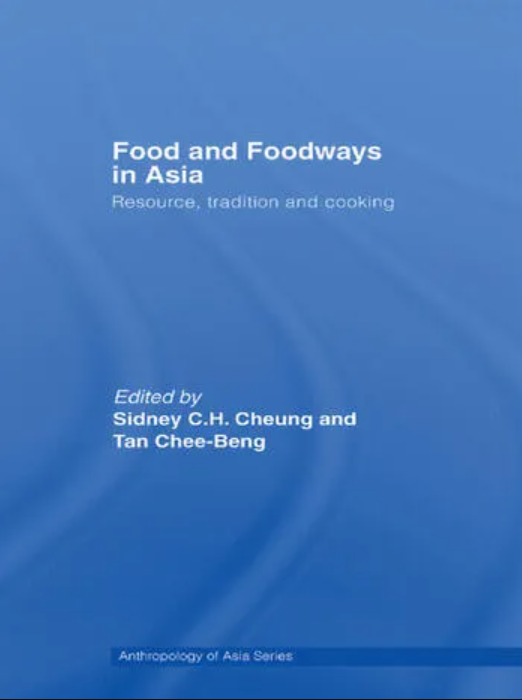 Food and Foodways
in Asia
Resource, tradition and cooking
Edited by
Sidney C.H. Cheung and
Tan Chee-Beng
Anthropology of Asia Series